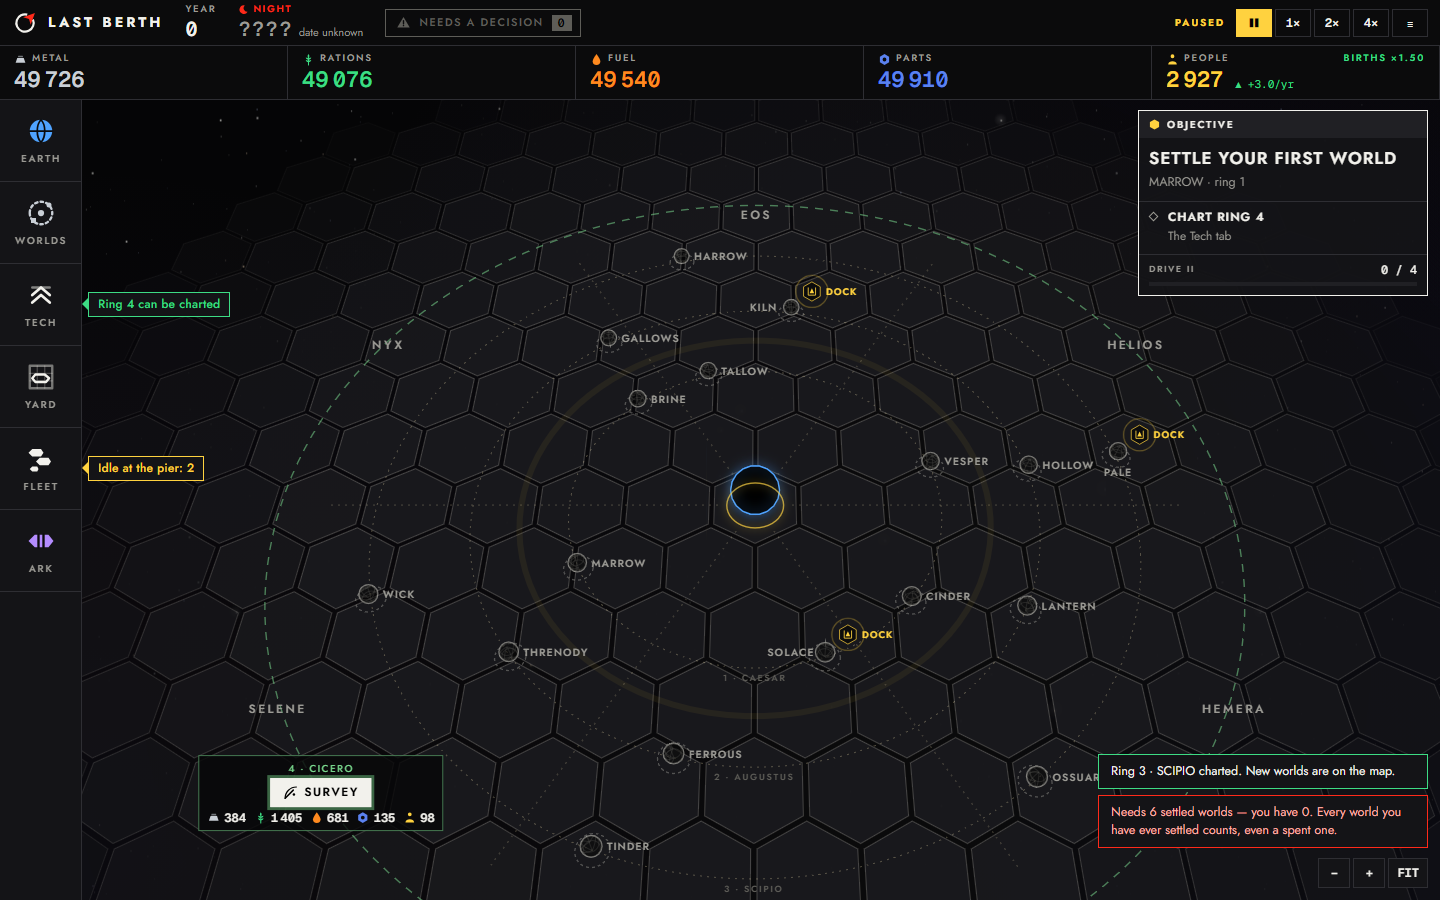 LAST BERTH
YEAR
0
NIGHT
???? date unknown
NEEDS A DECISION 0
PAUSED
1×
2×
4×
METAL
49 726
RATIONS
49 076
FUEL
49 540
PARTS
49 910
PEOPLE
2 927 ▲ +3.0/yr
BIRTHS ×1.50
EARTH
WORLDS
TECH
YARD
FLEET
ARK
Ring 4 can be charted
Idle at the pier: 2
OBJECTIVE
SETTLE YOUR FIRST WORLD
MARROW · ring 1
CHART RING 4
The Tech tab
DRIVE II 0 / 4
EOS
HARROW
DOCK
KILN
GALLOWS
NYX
HELIOS
TALLOW
BRINE
DOCK
VESPER
HOLLOW
PALE
MARROW
WICK
CINDER
LANTERN
DOCK
THRENODY
SOLACE
1 · CAESAR
SELENE
HEMERA
FERROUS
2 · AUGUSTUS
OSSUAR
4 · CICERO
SURVEY
384 1 405 681 135 98
TINDER
3 · SCIPIO
Ring 3 · SCIPIO charted. New worlds are on the map.
Needs 6 settled worlds — you have 0. Every world you
have ever settled counts, even a spent one.
− + FIT